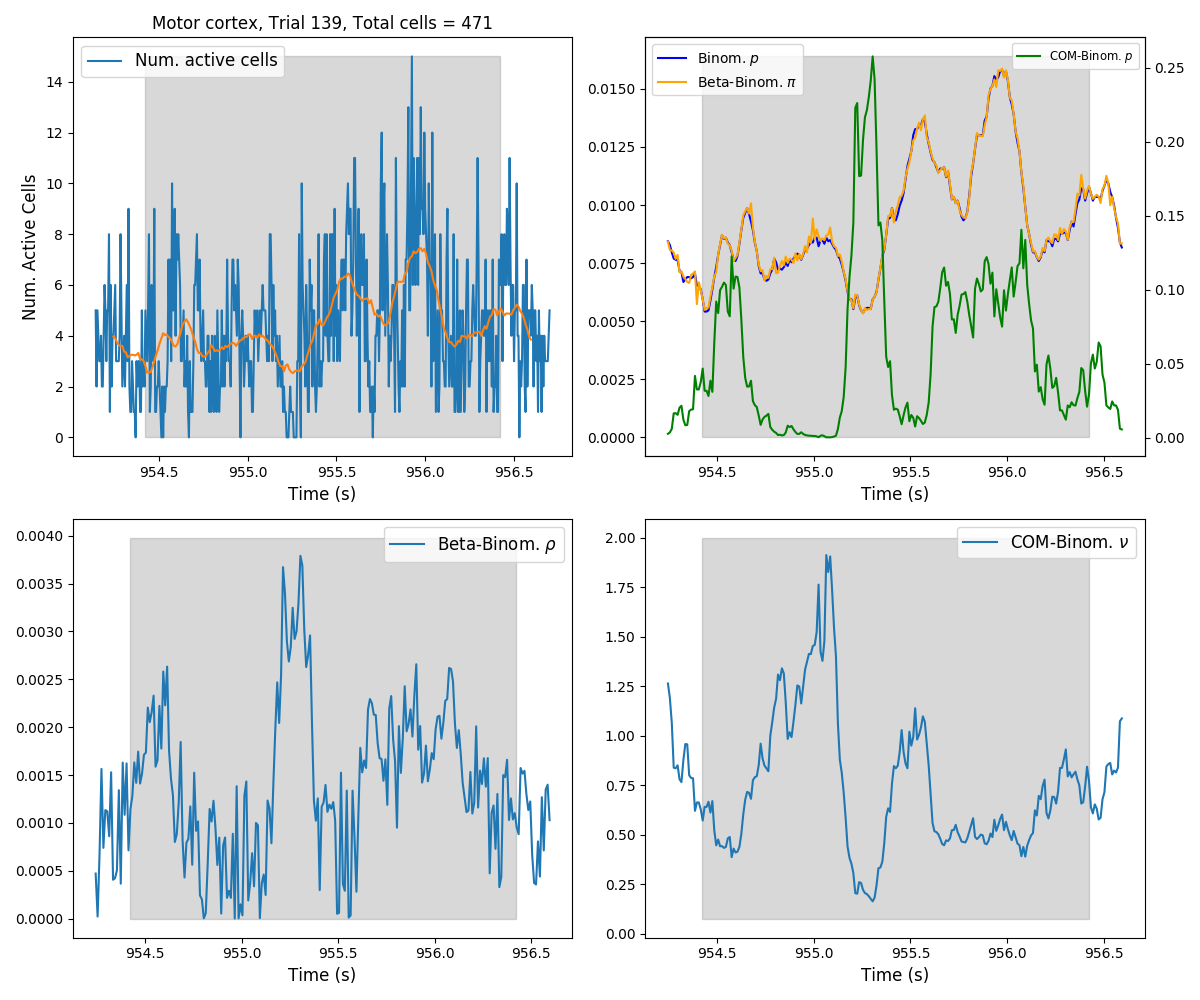 Motor cortex, Trial 139, Total cells = 471
Num. active cells
Num. Active Cells
14
12
10
8
6
4
2
0
954.5 955.0 955.5 956.0 956.5
Time (s)
Binom. p
Beta-Binom. π
COM-Binom. p
0.0150
0.0125
0.0100
0.0075
0.0050
0.0025
0.0000
0.25
0.20
0.15
0.10
0.05
0.00
954.5 955.0 955.5 956.0 956.5
Time (s)
Beta-Binom. ρ
0.0040
0.0035
0.0030
0.0025
0.0020
0.0015
0.0010
0.0005
0.0000
954.5 955.0 955.5 956.0 956.5
Time (s)
COM-Binom. ν
2.00
1.75
1.50
1.25
1.00
0.75
0.50
0.25
0.00
954.5 955.0 955.5 956.0 956.5
Time (s)